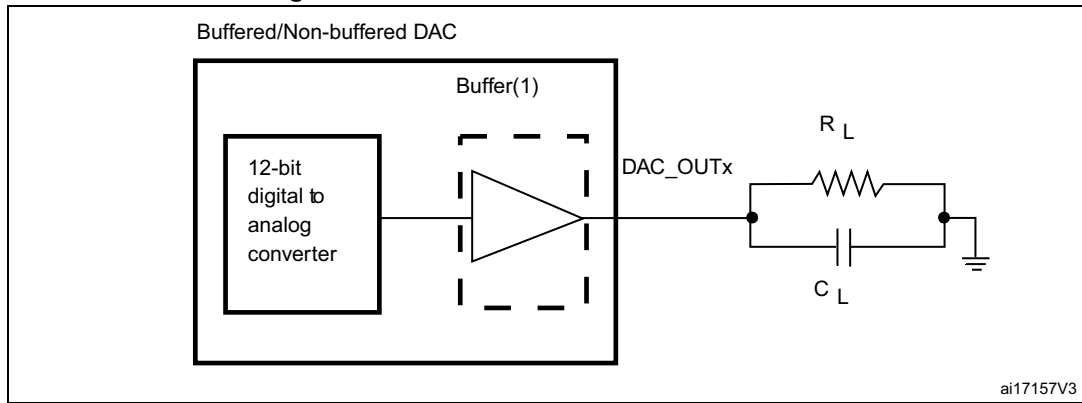 Buffered/Non-buffered DAC
Buffer(1)
12-bit
digital to
analog
converter
DAC_OUTx
R L
C L
ai17157V3